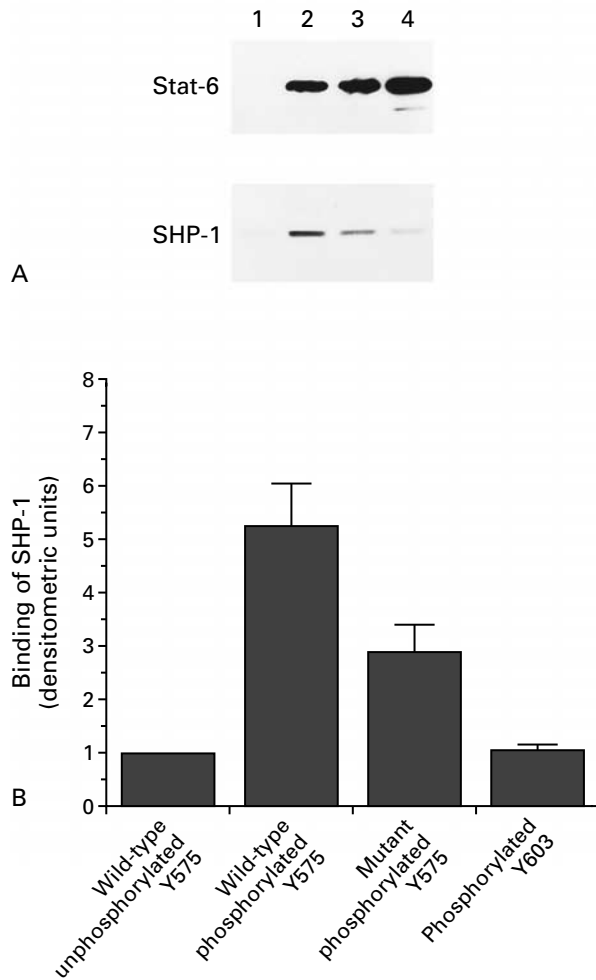 1 2 3 4
Stat-6
SHP-1
A
8
7
6
5
4
3
2
1
0
Binding of SHP-1
(densitometric units)
B
Wild-type
unphosphorylated
Y575
Wild-type
phosphorylated
Y575
Mutant
phosphorylated
Y575
Phosphorylated
Y603